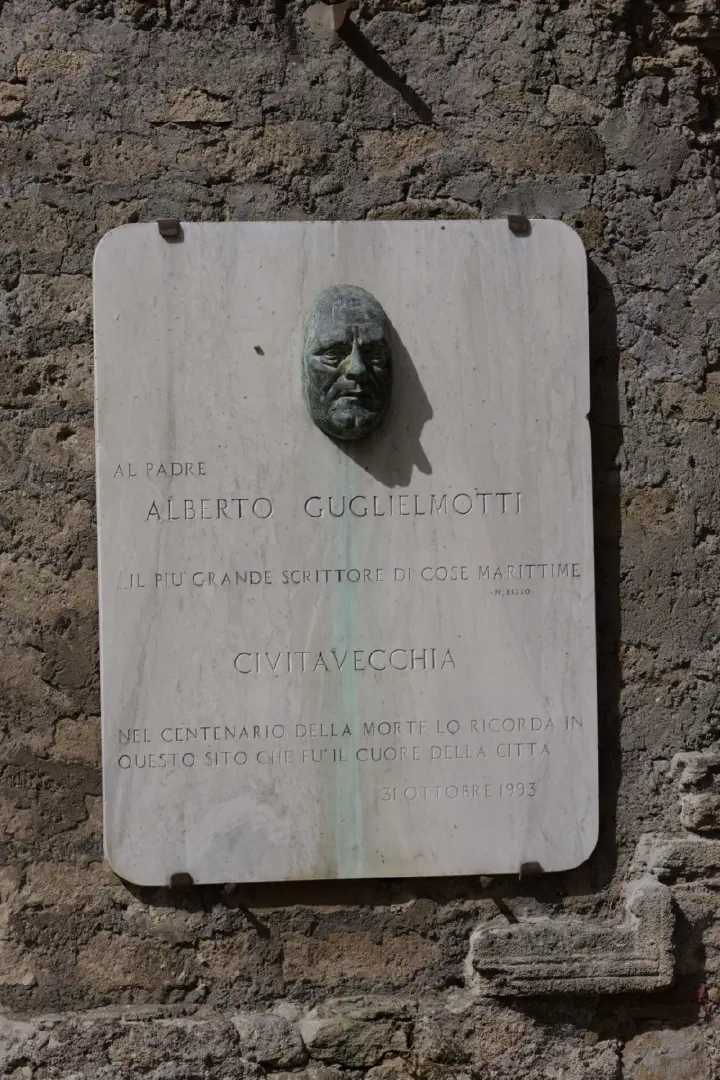 AL PADRE
ALBERTO GUGLIELMOTTI
...IL PIU' GRANDE SCRITTORE DI COSE MARITTIME
-N. BIXIO-
CIVITAVECCHIA
NEL CENTENARIO DELLA MORTE LO RICORDA IN
QUESTO SITO CHE FU' IL CUORE DELLA CITTA
31 OTTOBRE 1993